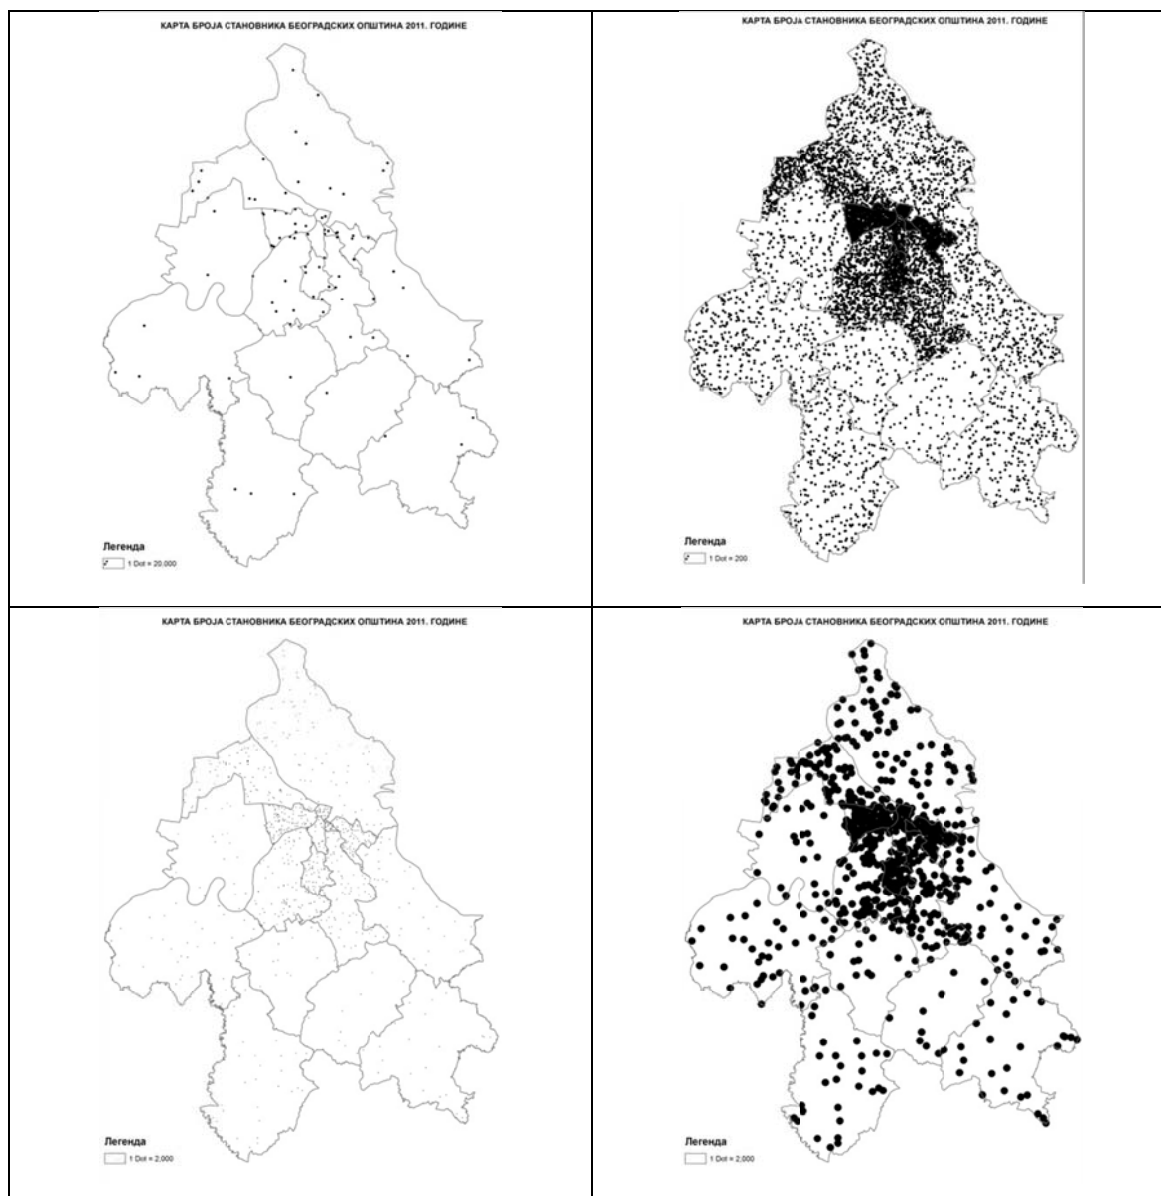 КАРТА БРОЈА СТАНОВНИКА БЕОГРАДСКИХ ОПШТИНА 2011. ГОДИНЕ
Легенда
1 Dot = 20,000
КАРТА БРОЈА СТАНОВНИКА БЕОГРАДСКИХ ОПШТИНА 2011. ГОДИНЕ
Легенда
1 Dot = 200
КАРТА БРОЈА СТАНОВНИКА БЕОГРАДСКИХ ОПШТИНА 2011. ГОДИНЕ
Легенда
1 Dot = 2,000
КАРТА БРОЈА СТАНОВНИКА БЕОГРАДСКИХ ОПШТИНА 2011. ГОДИНЕ
Легенда
1 Dot = 2,000